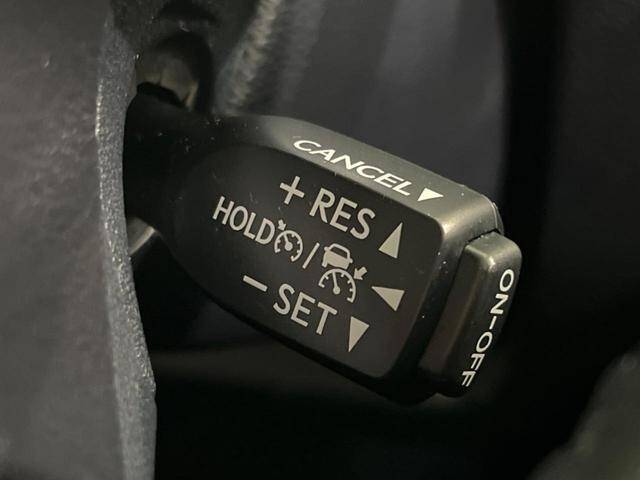 CANCEL▼
+ RES ▲
HOLD /
− SET ▼
ON-OFF